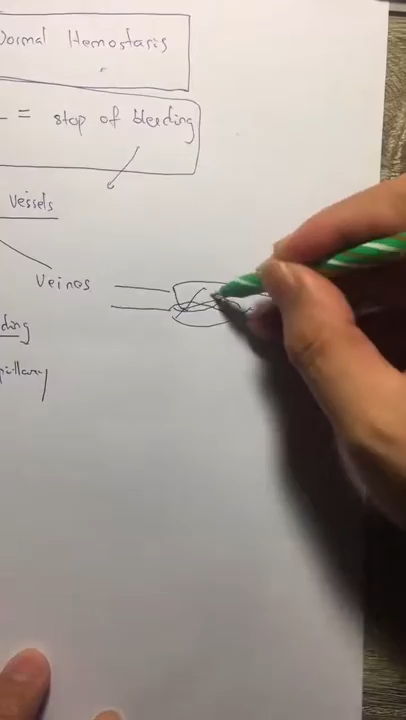 Normal Hemostasis
= stop of bleeding
Vessels
Veinos